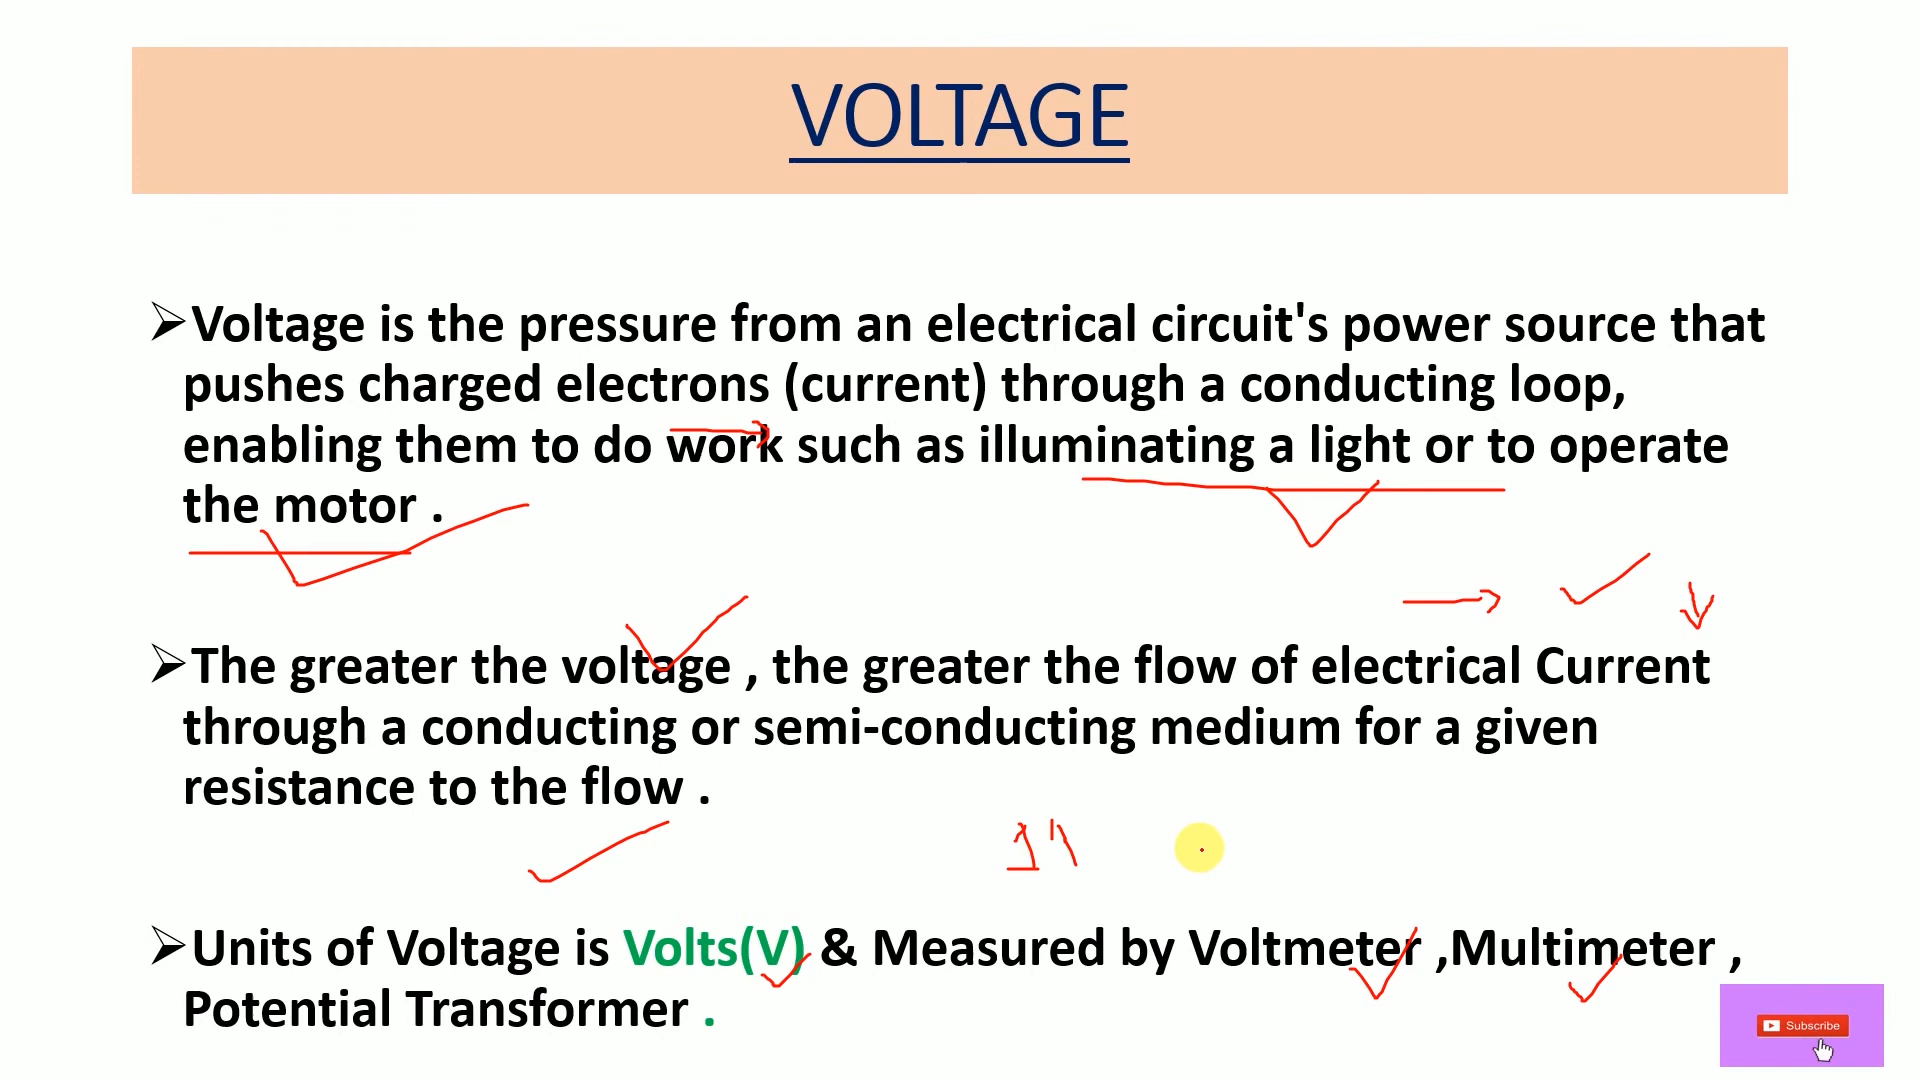 VOLTAGE
➢Voltage is the pressure from an electrical circuit's power source that
pushes charged electrons (current) through a conducting loop,
enabling them to do work such as illuminating a light or to operate
the motor .
➢The greater the voltage , the greater the flow of electrical Current
through a conducting or semi-conducting medium for a given
resistance to the flow .
➢Units of Voltage is Volts(V) & Measured by Voltmeter ,Multimeter ,
Potential Transformer .
Subscribe